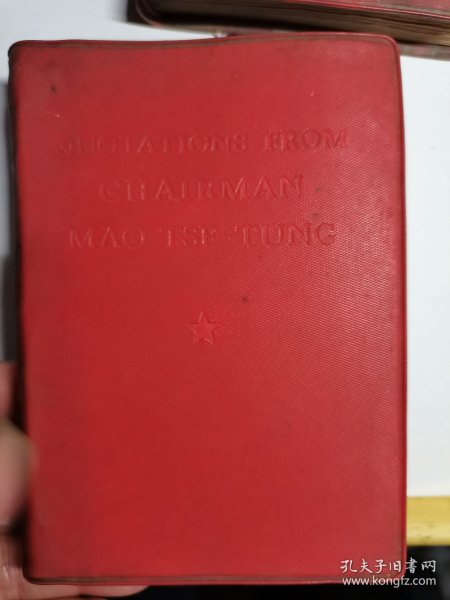 QUOTATIONS FROM
CHAIRMAN
MAO TSE-TUNG
孔夫子旧书网
www.kongfz.com